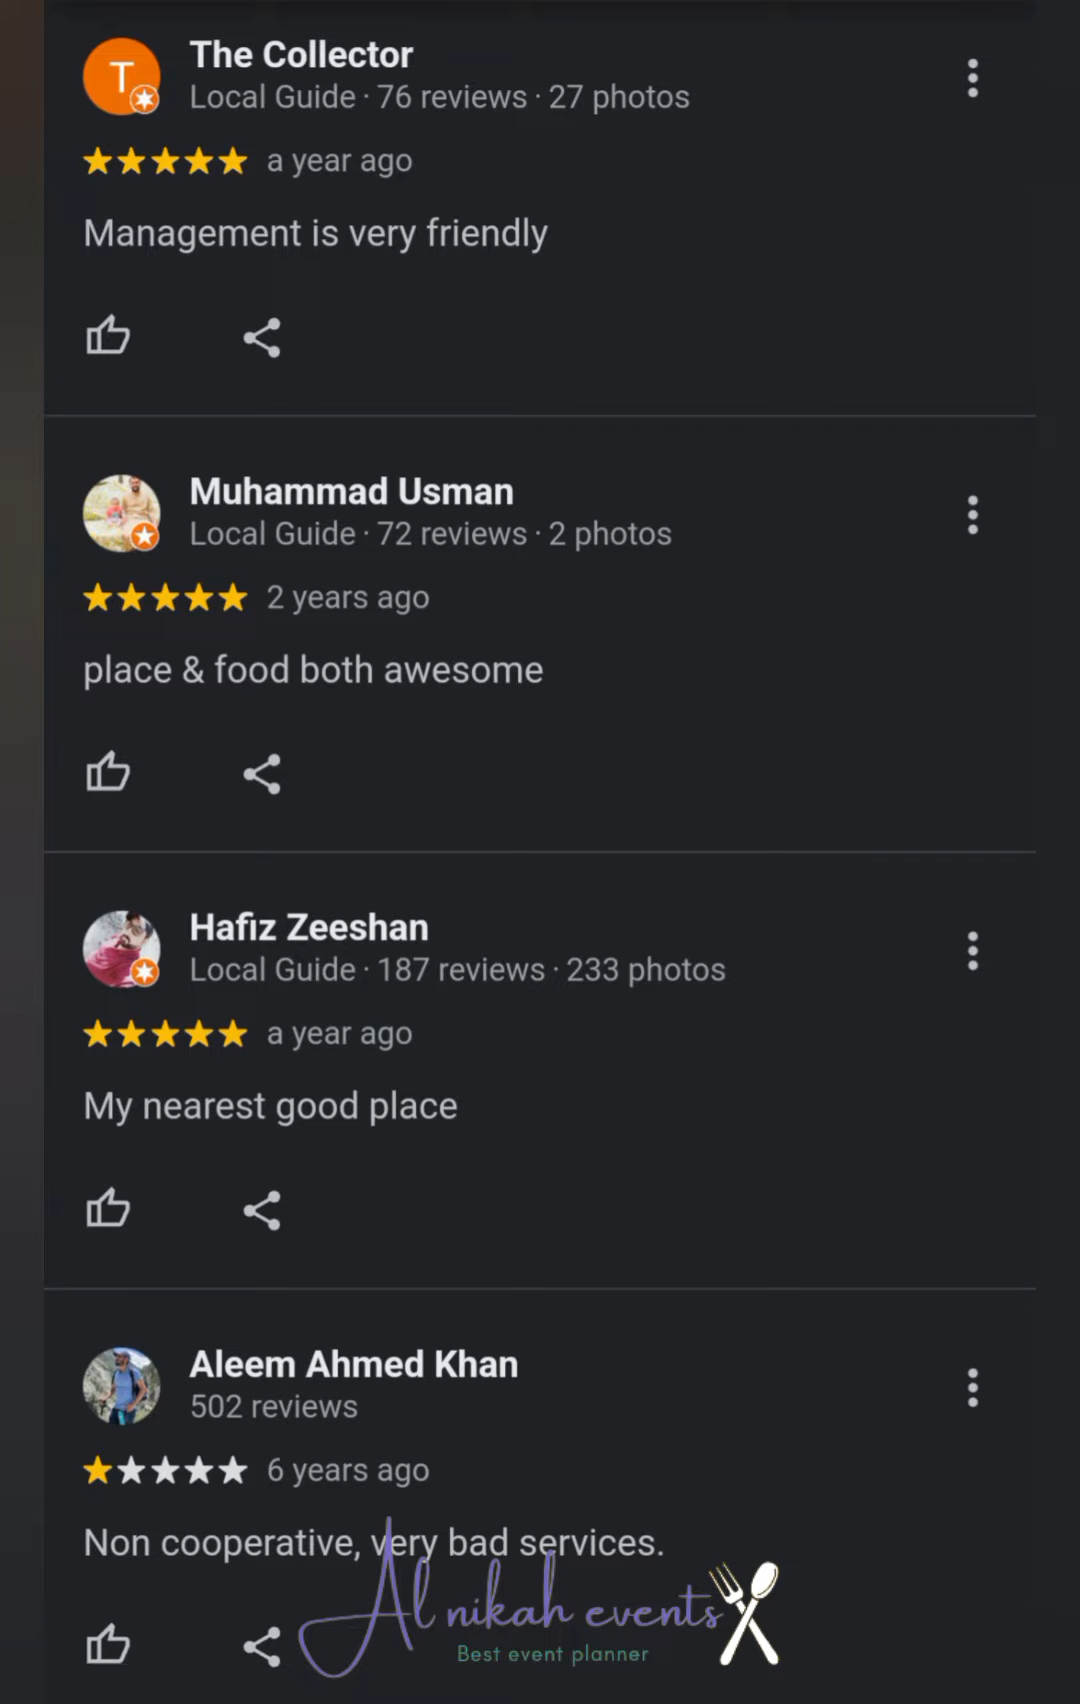 T
The Collector
Local Guide · 76 reviews · 27 photos
a year ago
Management is very friendly
Muhammad Usman
Local Guide · 72 reviews · 2 photos
2 years ago
place & food both awesome
Hafiz Zeeshan
Local Guide · 187 reviews · 233 photos
a year ago
My nearest good place
Aleem Ahmed Khan
502 reviews
6 years ago
Non cooperative, very bad services.
Al nikah events
Best event planner